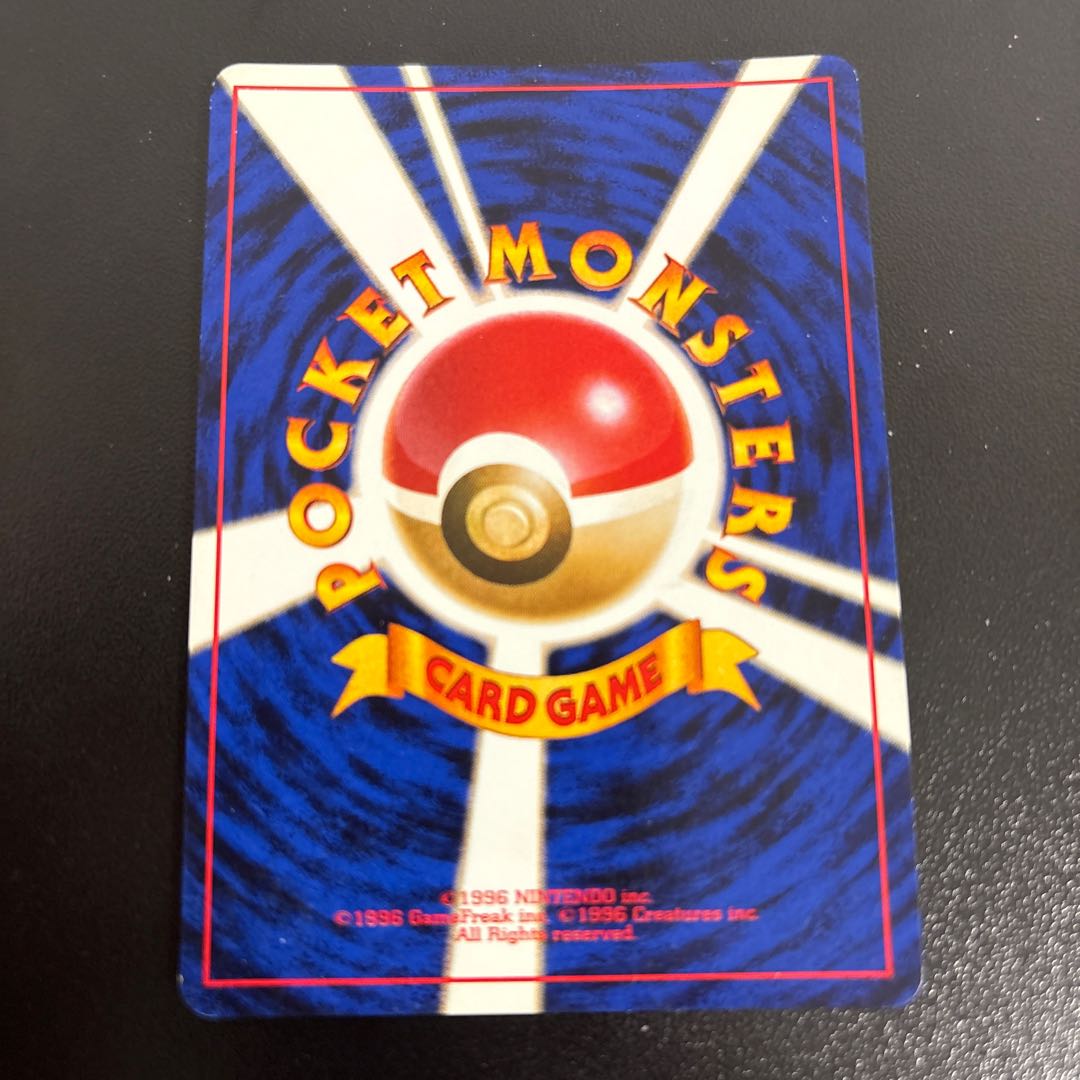 POCKET MONSTERS
CARD GAME
©1996 NINTENDO inc.
©1996 GameFreak inc. ©1996 Creatures inc.
All Rights reserved.